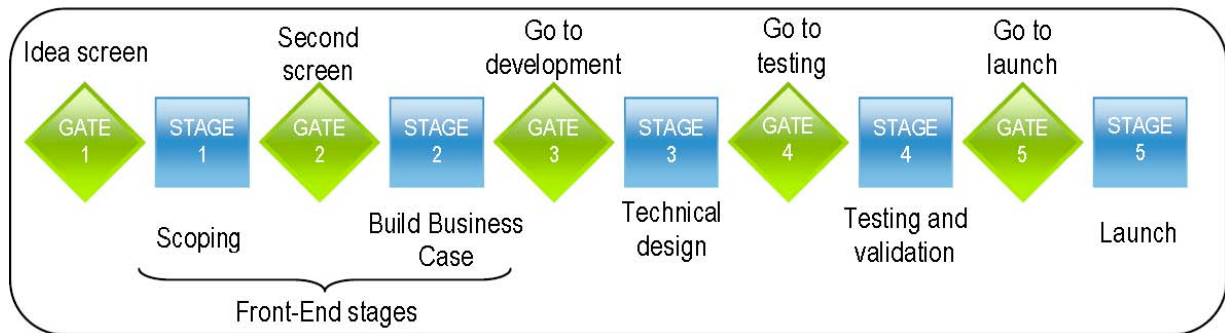 Idea screen
Second
screen
Go to
development
Go to
testing
Go to
launch
GATE
1
STAGE
1
GATE
2
STAGE
2
GATE
3
STAGE
3
GATE
4
STAGE
4
GATE
5
STAGE
5
Scoping
Build Business
Case
Technical
design
Testing and
validation
Launch
Front-End stages